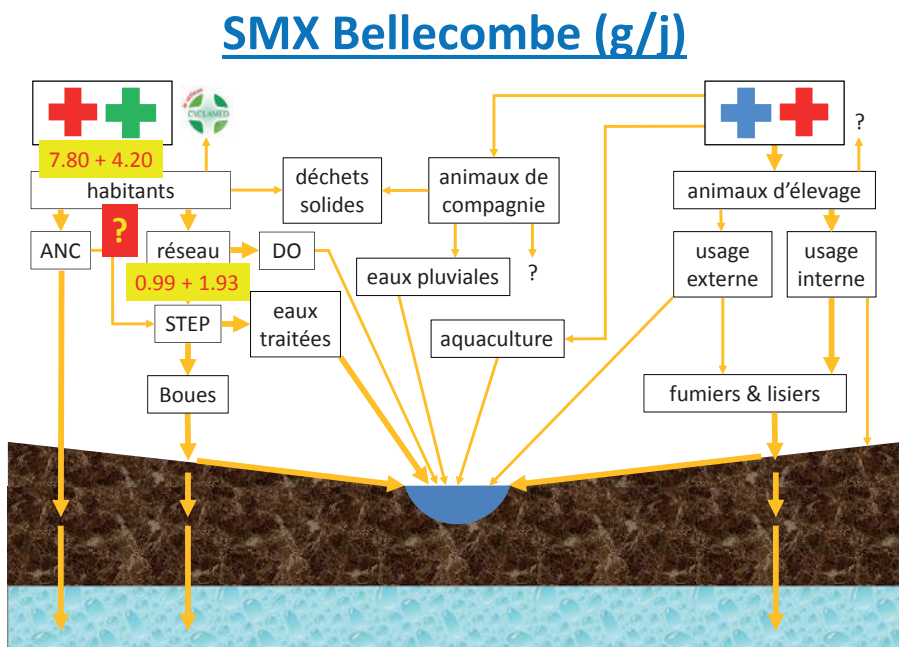 SMX Bellecombe (g/j)
CYCLAMED
?
7.80 + 4.20
habitants
déchets
solides
animaux de
compagnie
animaux d'élevage
?
ANC
réseau
DO
eaux pluviales
?
usage
externe
usage
interne
0.99 + 1.93
STEP
eaux
traitées
aquaculture
Boues
fumiers & lisiers